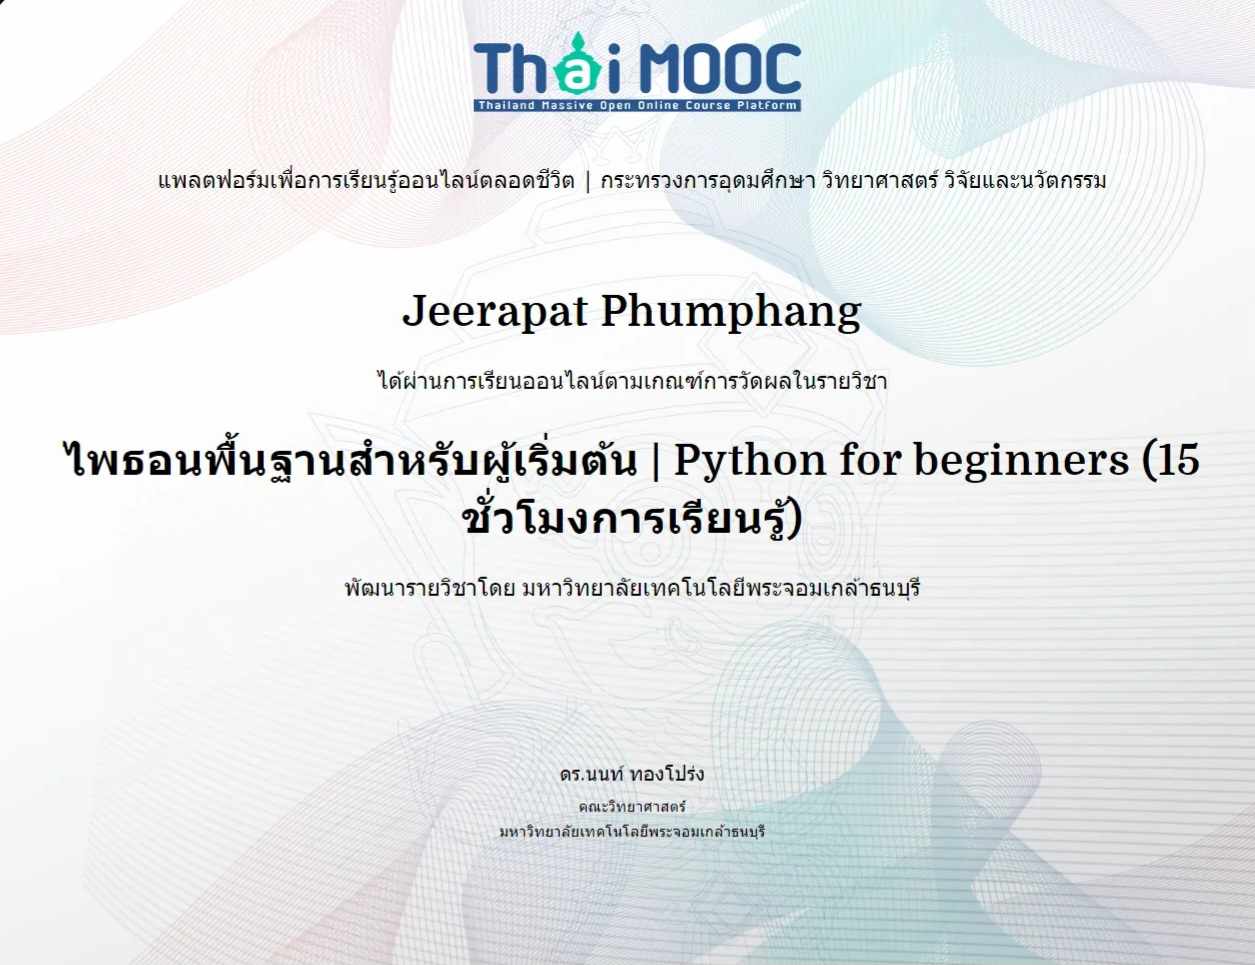 Thai MOOC
Thailand Massive Open Online Course Platform
แพลตฟอร์มเพื่อการเรียนรู้ออนไลน์ตลอดชีวิต | กระทรวงการอุดมศึกษา วิทยาศาสตร์ วิจัยและนวัตกรรม
Jeerapat Phumphang
ได้ผ่านการเรียนออนไลน์ตามเกณฑ์การวัดผลในรายวิชา
ไพธอนพื้นฐานสำหรับผู้เริ่มต้น | Python for beginners (15
ชั่วโมงการเรียนรู้)
พัฒนารายวิชาโดย มหาวิทยาลัยเทคโนโลยีพระจอมเกล้าธนบุรี
ดร.นนท์ ทองโปร่ง
คณะวิทยาศาสตร์
มหาวิทยาลัยเทคโนโลยีพระจอมเกล้าธนบุรี